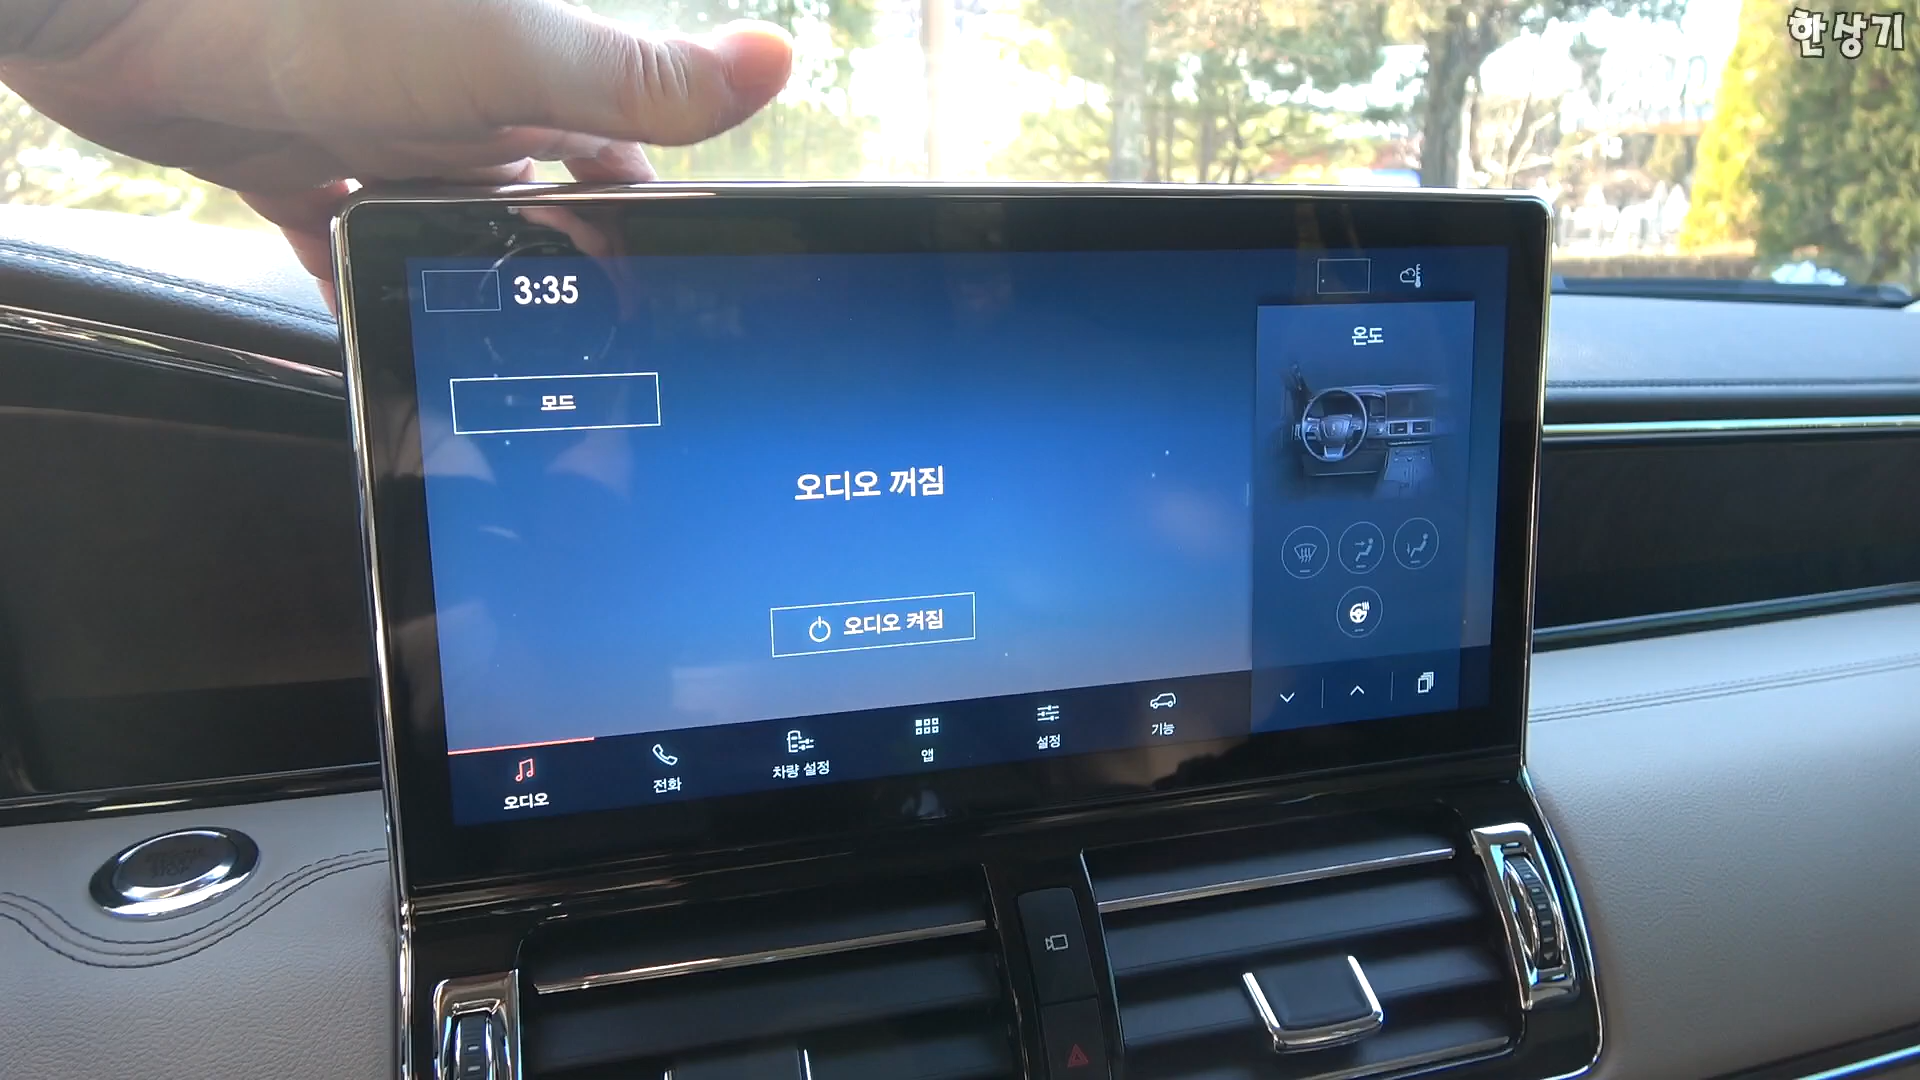 한상기
3:35
온도
모드
오디오 꺼짐
오디오 켜짐
오디오
전화
차량 설정
앱
설정
기능